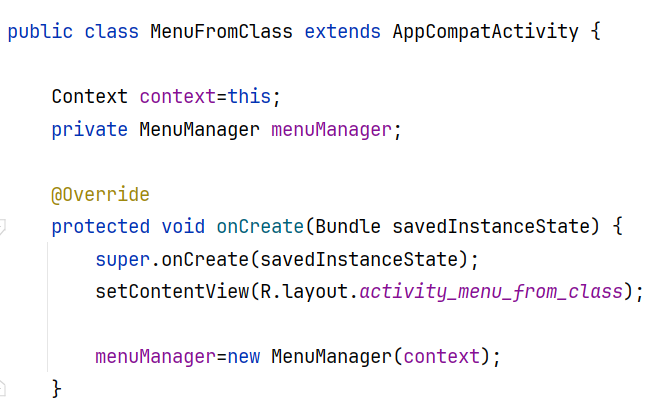 public class MenuFromClass extends AppCompatActivity {
Context context=this;
private MenuManager menuManager;
@Override
protected void onCreate(Bundle savedInstanceState) {
super.onCreate(savedInstanceState);
setContentView(R.layout.activity_menu_from_class);
menuManager=new MenuManager(context);
}